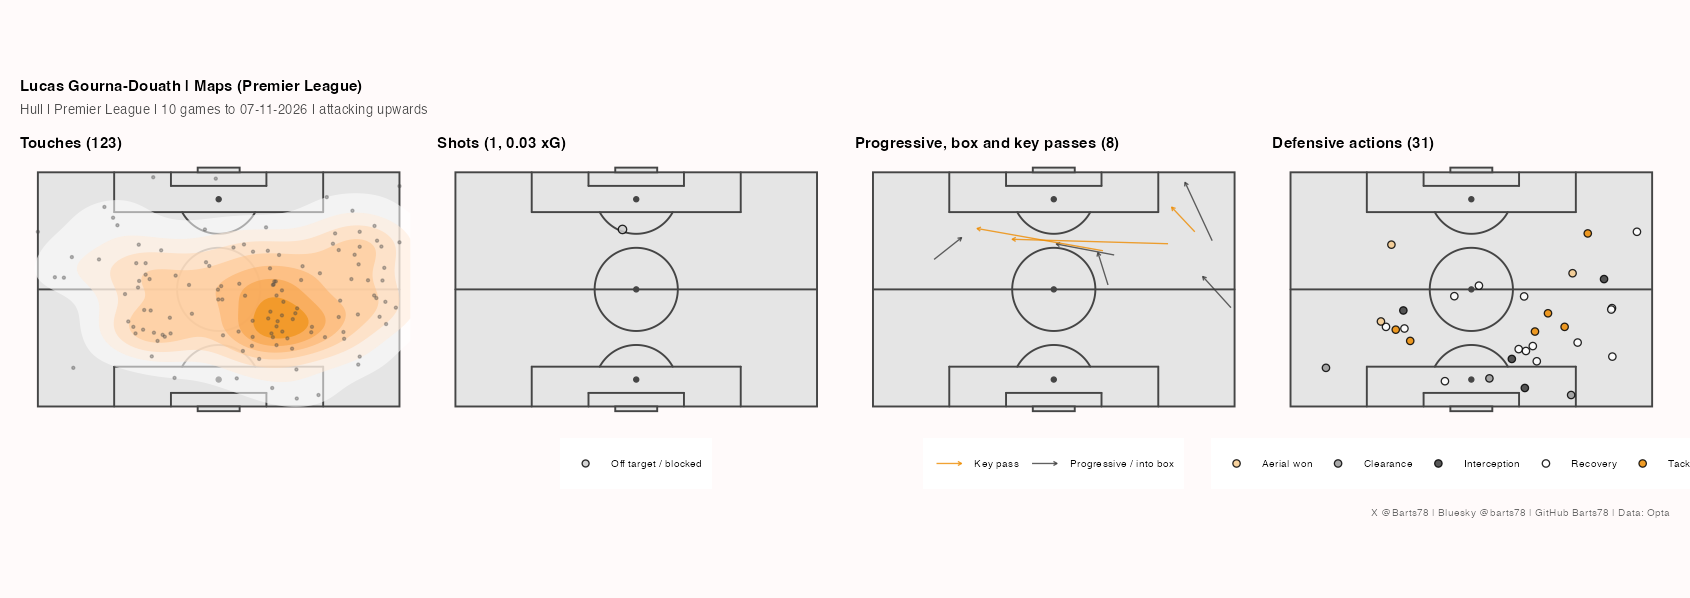 Lucas Gourna-Douath | Maps (Premier League)
Hull | Premier League | 10 games to 07-11-2026 | attacking upwards
Touches (123)
Shots (1, 0.03 xG)
Progressive, box and key passes (8)
Defensive actions (31)
Off target / blocked
Key pass
Progressive / into box
Aerial won
Clearance
Interception
Recovery
Tack
X @Barts78 | Bluesky @barts78 | GitHub Barts78 | Data: Opta